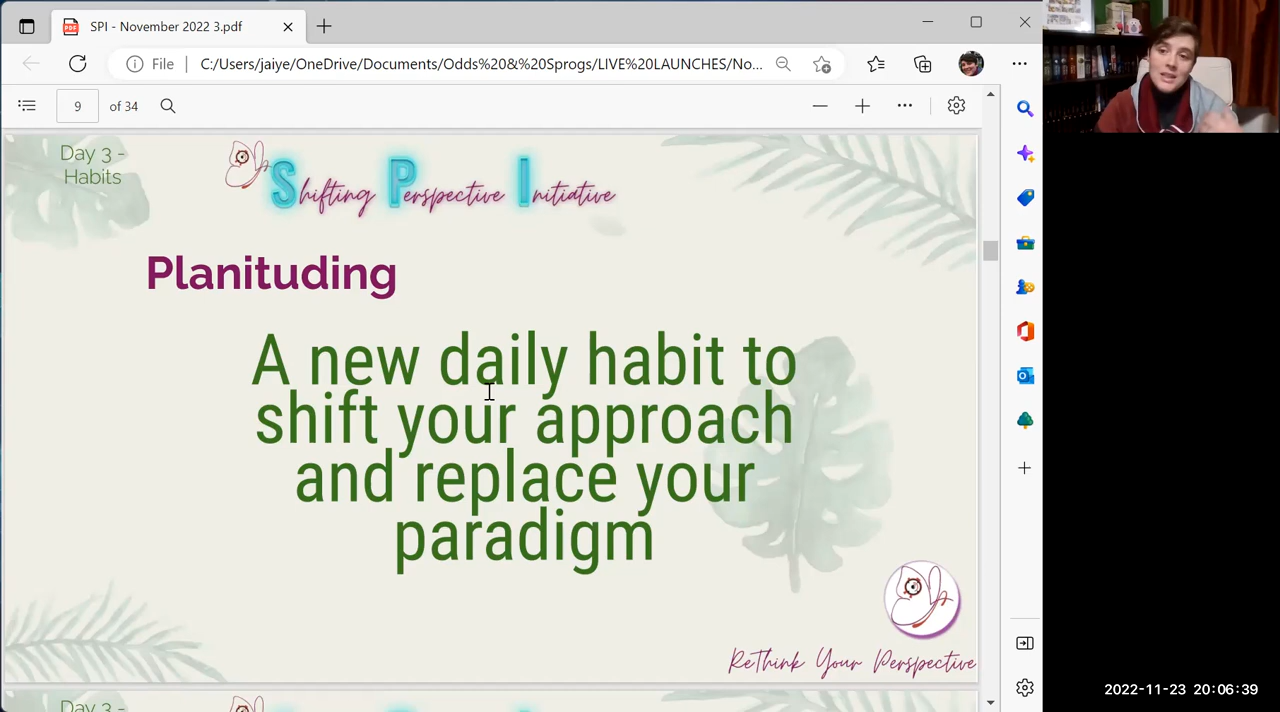 SPI - November 2022 3.pdf
File
C:/Users/jaiye/OneDrive/Documents/Odds%20&%20Sprogs/LIVE%20LAUNCHES/No...
9
of 34
Day 3 -
Habits
Shifting Perspective Initiative
Planituding
A new daily habit to
shift your approach
and replace your
paradigm
ReThink Your Perspective
Day 3 -
2022-11-23 20:06:39